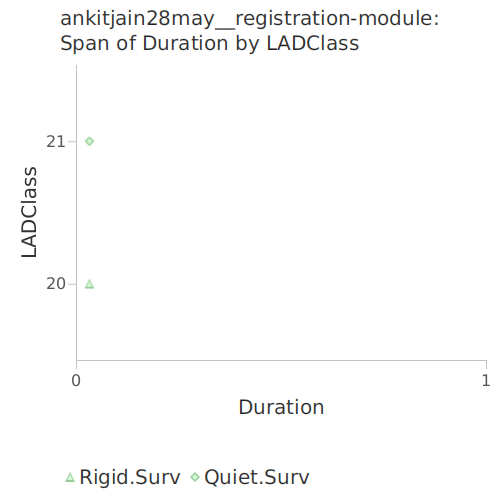 ankitjain28may__registration-module:
Span of Duration by LADClass
LADClass
21
20
0
1
Duration
Rigid.Surv
Quiet.Surv